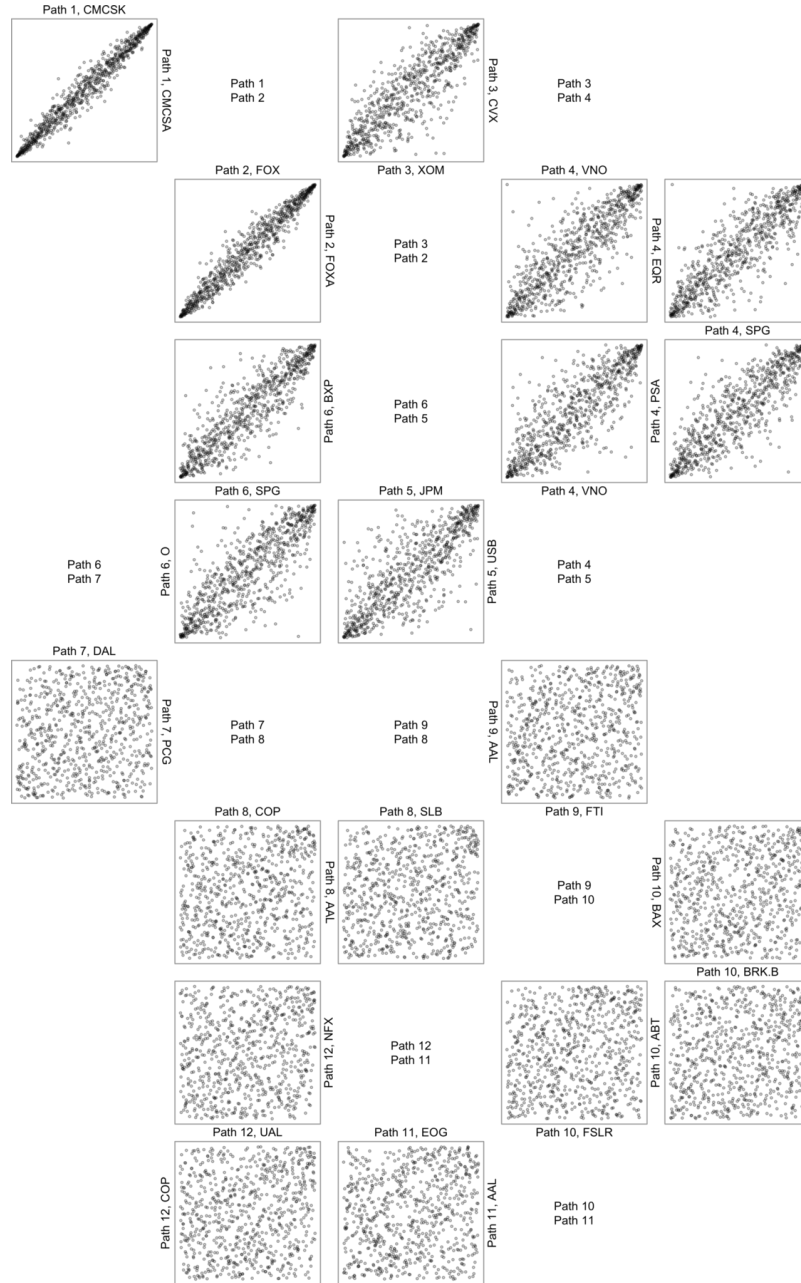 Path 1, CMCSK
Path 1, CMCSA
Path 1
Path 2
Path 3, CVX
Path 3
Path 4
Path 2, FOX
Path 3, XOM
Path 4, VNO
Path 2, FOXA
Path 3
Path 2
Path 4, EQR
Path 4, SPG
Path 6, BXP
Path 6
Path 5
Path 4, PSA
Path 6, SPG
Path 5, JPM
Path 4, VNO
Path 6
Path 7
Path 6, O
Path 5, USB
Path 4
Path 5
Path 7, DAL
Path 7, PCG
Path 7
Path 8
Path 9
Path 8
Path 9, AAL
Path 8, COP
Path 8, SLB
Path 9, FTI
Path 8, AAL
Path 9
Path 10
Path 10, BAX
Path 10, BRK.B
Path 12, NFX
Path 12
Path 11
Path 10, ABT
Path 12, UAL
Path 11, EOG
Path 10, FSLR
Path 12, COP
Path 11, AAL
Path 10
Path 11